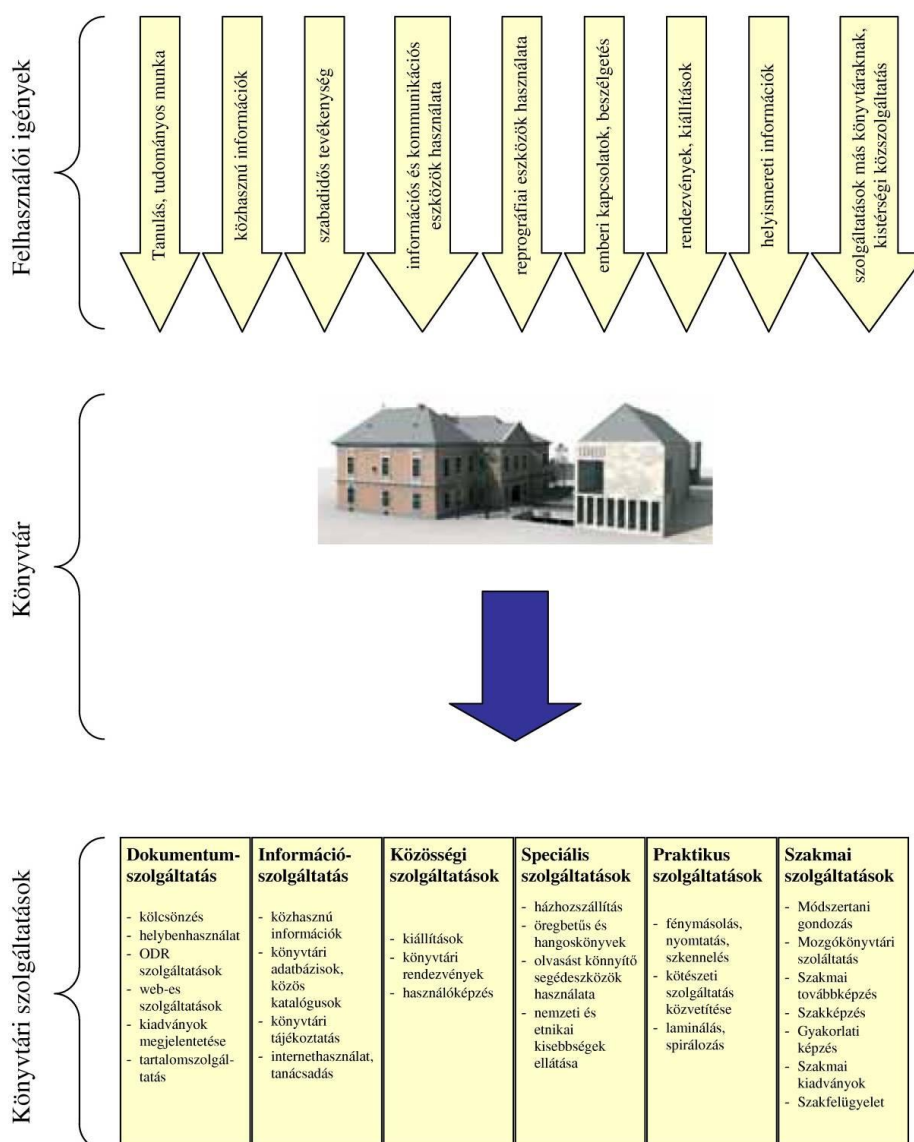 Felhasználói igények
Tanulás, tudományos munka
közhasznú információk
szabadidős tevékenység
információs és kommunikációs
eszközök használata
reprográfiai eszközök használata
emberi kapcsolatok, beszélgetés
rendezvények, kiállítások
helyismereti információk
szolgáltatások más könyvtáraknak,
kistérségi közszolgáltatás
Könyvtár
Könyvtári szolgáltatások
Dokumentum-
szolgáltatás
- kölcsönzés
- helybenhasználat
- ODR
szolgáltatások
- web-es
szolgáltatások
- kiadványok
megjelentetése
- tartalomszolgál-
tatás
Információ-
szolgáltatás
- közhasznú
információk
- könyvtári
adatbázisok,
közös
katalógusok
- könyvtári
tájékoztatás
- internethasználat,
tanácsadás
Közösségi
szolgáltatások
- kiállítások
- könyvtári
rendezvények
- használóképzés
Speciális
szolgáltatások
- házhozszállítás
- öregbetűs és
hangoskönyvek
- olvasást könnyítő
segédeszközök
használata
- nemzeti és
etnikai
kisebbségek
ellátása
Praktikus
szolgáltatások
- fénymásolás,
nyomtatás,
szkennelés
- kötészeti
szolgáltatás
közvetítése
- laminálás,
spirálozás
Szakmai
szolgáltatások
- Módszertani
gondozás
- Mozgókönyvtári
szoláltatás
- Szakmai
továbbképzés
- Szakképzés
- Gyakorlati
képzés
- Szakmai
kiadványok
- Szakfelügyelet